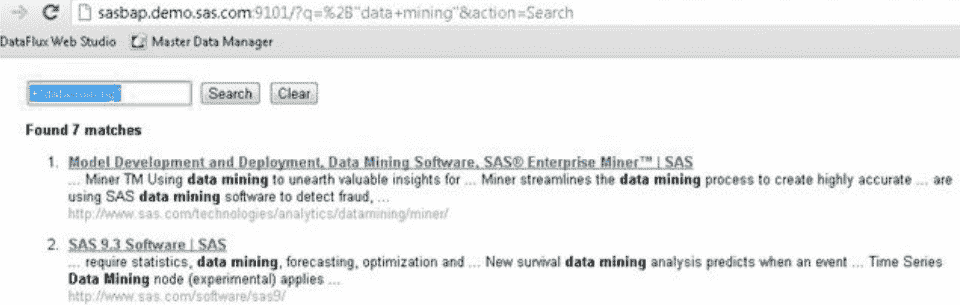 sasbap.demo.sas.com:9101/?q=%2B"data+mining"&action=Search
DataFlux Web Studio Master Data Manager
+"data mining" Search Clear
Found 7 matches
1. Model Development and Deployment, Data Mining Software, SAS® Enterprise Miner™ | SAS
... Miner TM Using data mining to unearth valuable insights for ... Miner streamlines the data mining process to create highly accurate ... are
using SAS data mining software to detect fraud, ...
http://www.sas.com/technologies/analytics/datamining/miner/
2. SAS 9.3 Software | SAS
... require statistics, data mining, forecasting, optimization and ... New survival data mining analysis predicts when an event ... Time Series
Data Mining node (experimental) applies ...
http://www.sas.com/software/sas9/